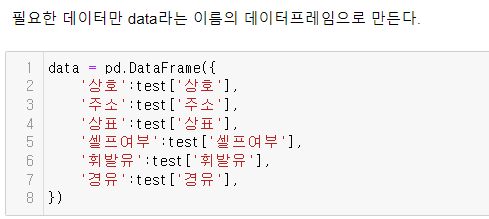 필요한 데이터만 data라는 이름의 데이터프레임으로 만든다.
1 data = pd.DataFrame({
2     '상호':test['상호'],
3     '주소':test['주소'],
4     '상표':test['상표'],
5     '셀프여부':test['셀프여부'],
6     '휘발유':test['휘발유'],
7     '경유':test['경유'],
8 })